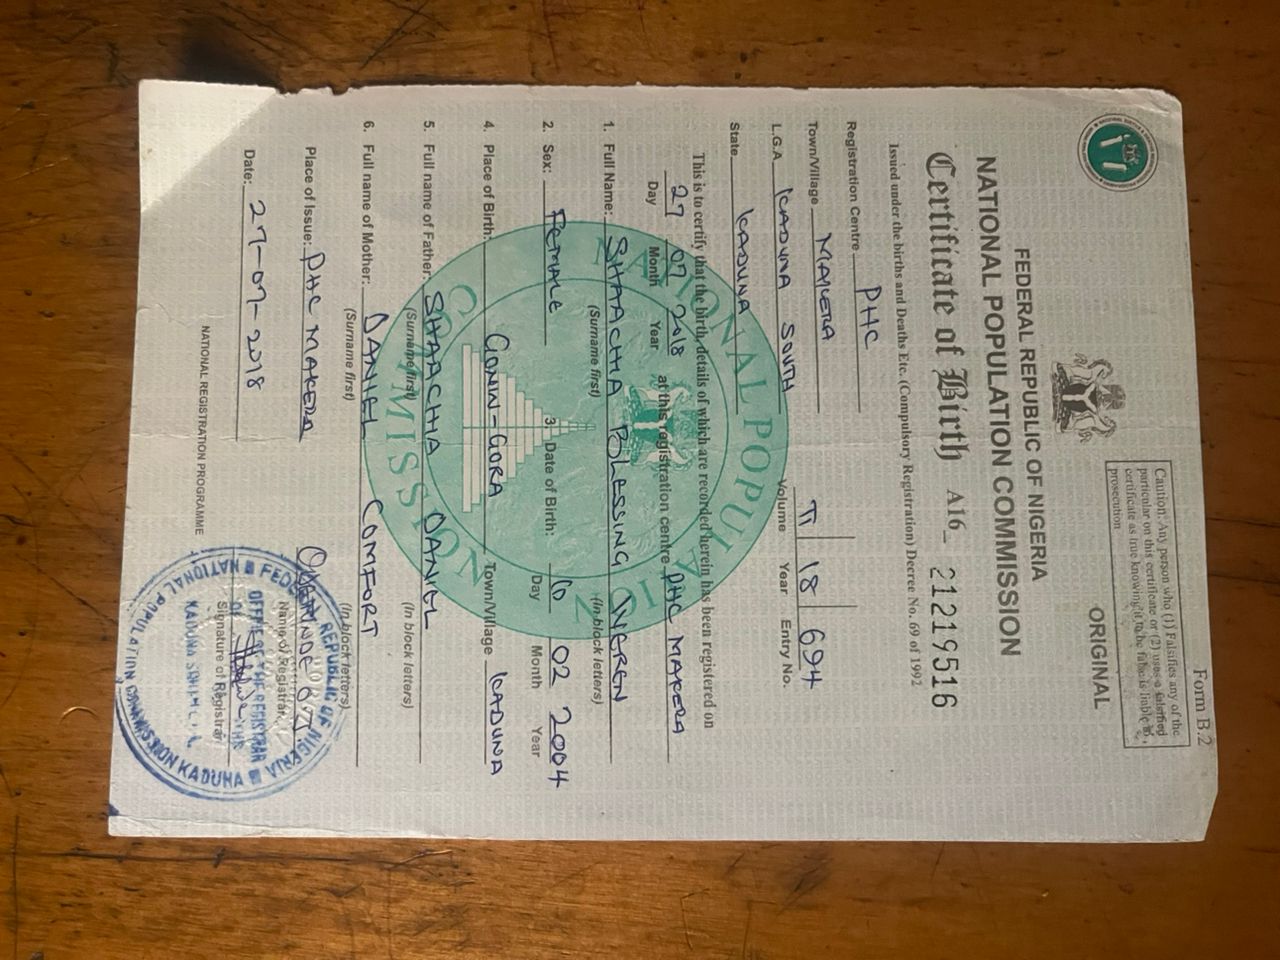 Form B.2
Caution: Any person who (1) Falsifies any of the
particular on this certificate or (2) uses a falsified
certificate as true knowing it to be false is liable to
prosecution
ORIGINAL
FEDERAL REPUBLIC OF NIGERIA
NATIONAL POPULATION COMMISSION
Certificate of Birth A16_ 21219516
Issued under the births and Deaths Etc. (Compulsory Registration) Decree No. 69 of 1992
Registration Centre PHC
Town/Village MAKERA
L.G.A KADUNA SOUTH
State KADUNA
Volume Year Entry No.
18 694
This is to certify that the birth, details of which are recorded herein has been registered on
27 07 2018 at this registration centre PHC MAKERA
Day Month Year
1. Full Name: SHAACHIA BLESSING
(Surname first) (In block letters)
2. Sex: FEMALE 3. Date of Birth: 02 2004
Day Month Year
4. Place of Birth: GONIN-GORA Town/Village KADUNA
5. Full name of Father: SHAACHIA DANIEL
(Surname first) (In block letters)
6. Full name of Mother: DANIEL COMFORT
(Surname first) (In block letters)
Place of Issue: PHC MAKERA
Name of Registrar
Date: 27-07-2018
Signature of Registrar
NATIONAL REGISTRATION PROGRAMME
NATIONAL POPULATION COMMISSION
FEDERAL REPUBLIC OF NIGERIA
NATIONAL POPULATION COMMISSION KADUNA
OFFICE OF THE REGISTRAR